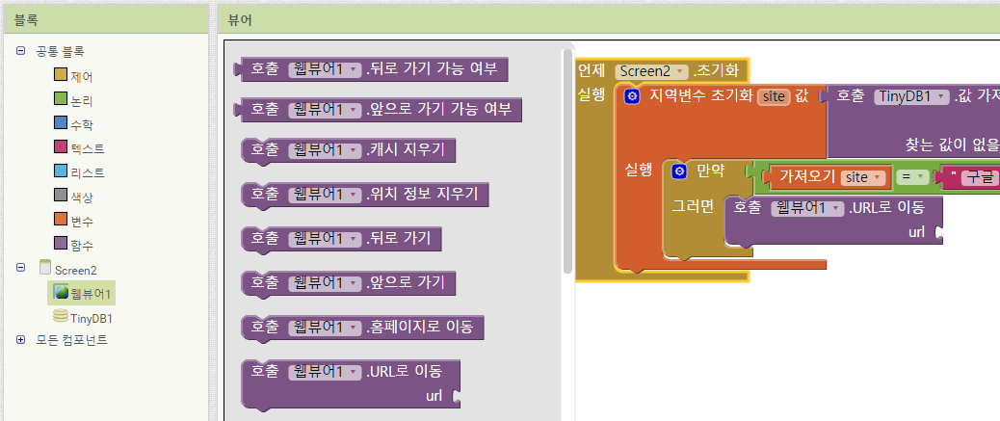 블록
공통 블록
제어
논리
수학
텍스트
리스트
색상
변수
함수
Screen2
웹뷰어1
TinyDB1
모든 컴포넌트
뷰어
호출 웹뷰어1 .뒤로 가기 가능 여부
호출 웹뷰어1 .앞으로 가기 가능 여부
호출 웹뷰어1 .캐시 지우기
호출 웹뷰어1 .위치 정보 지우기
호출 웹뷰어1 .뒤로 가기
호출 웹뷰어1 .앞으로 가기
호출 웹뷰어1 .홈페이지로 이동
호출 웹뷰어1 .URL로 이동
url
언제 Screen2 .초기화
실행 지역변수 초기화 site 값 호출 TinyDB1 .값 가져
찾는 값이 없을
실행 만약 가져오기 site = " 구글
그러면 호출 웹뷰어1 .URL로 이동
url